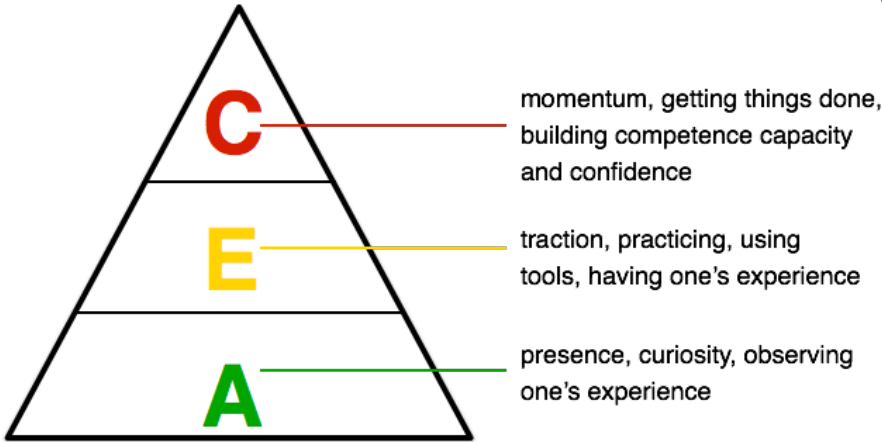 C
momentum, getting things done,
building competence capacity
and confidence
E
traction, practicing, using
tools, having one’s experience
A
presence, curiosity, observing
one’s experience